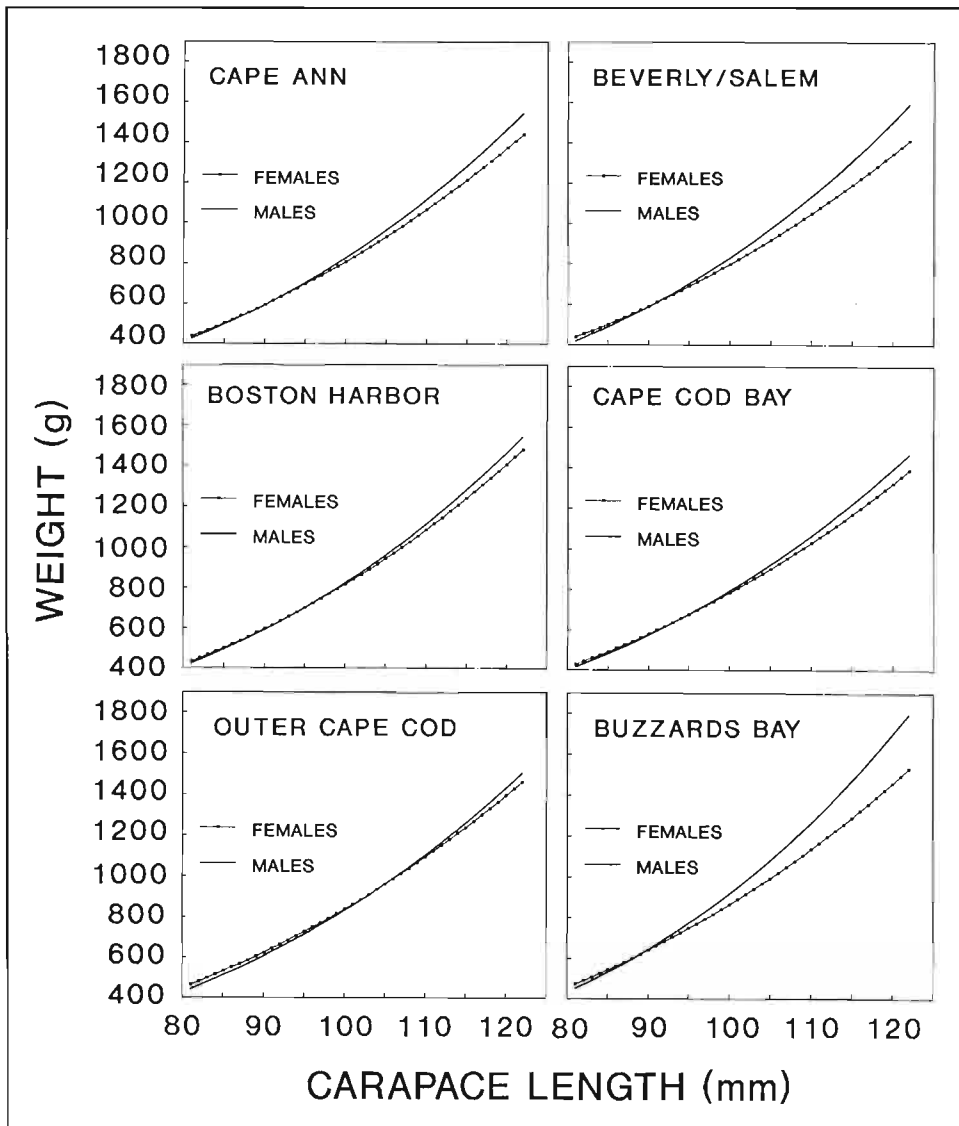 WEIGHT (g)
1800
1600
1400
1200
1000
800
600
400
CAPE ANN
FEMALES
MALES
BEVERLY/SALEM
FEMALES
MALES
1800
1600
1400
1200
1000
800
600
400
BOSTON HARBOR
FEMALES
MALES
CAPE COD BAY
FEMALES
MALES
1800
1600
1400
1200
1000
800
600
400
OUTER CAPE COD
FEMALES
MALES
BUZZARDS BAY
FEMALES
MALES
80 90 100 110 120
80 90 100 110 120
CARAPACE LENGTH (mm)